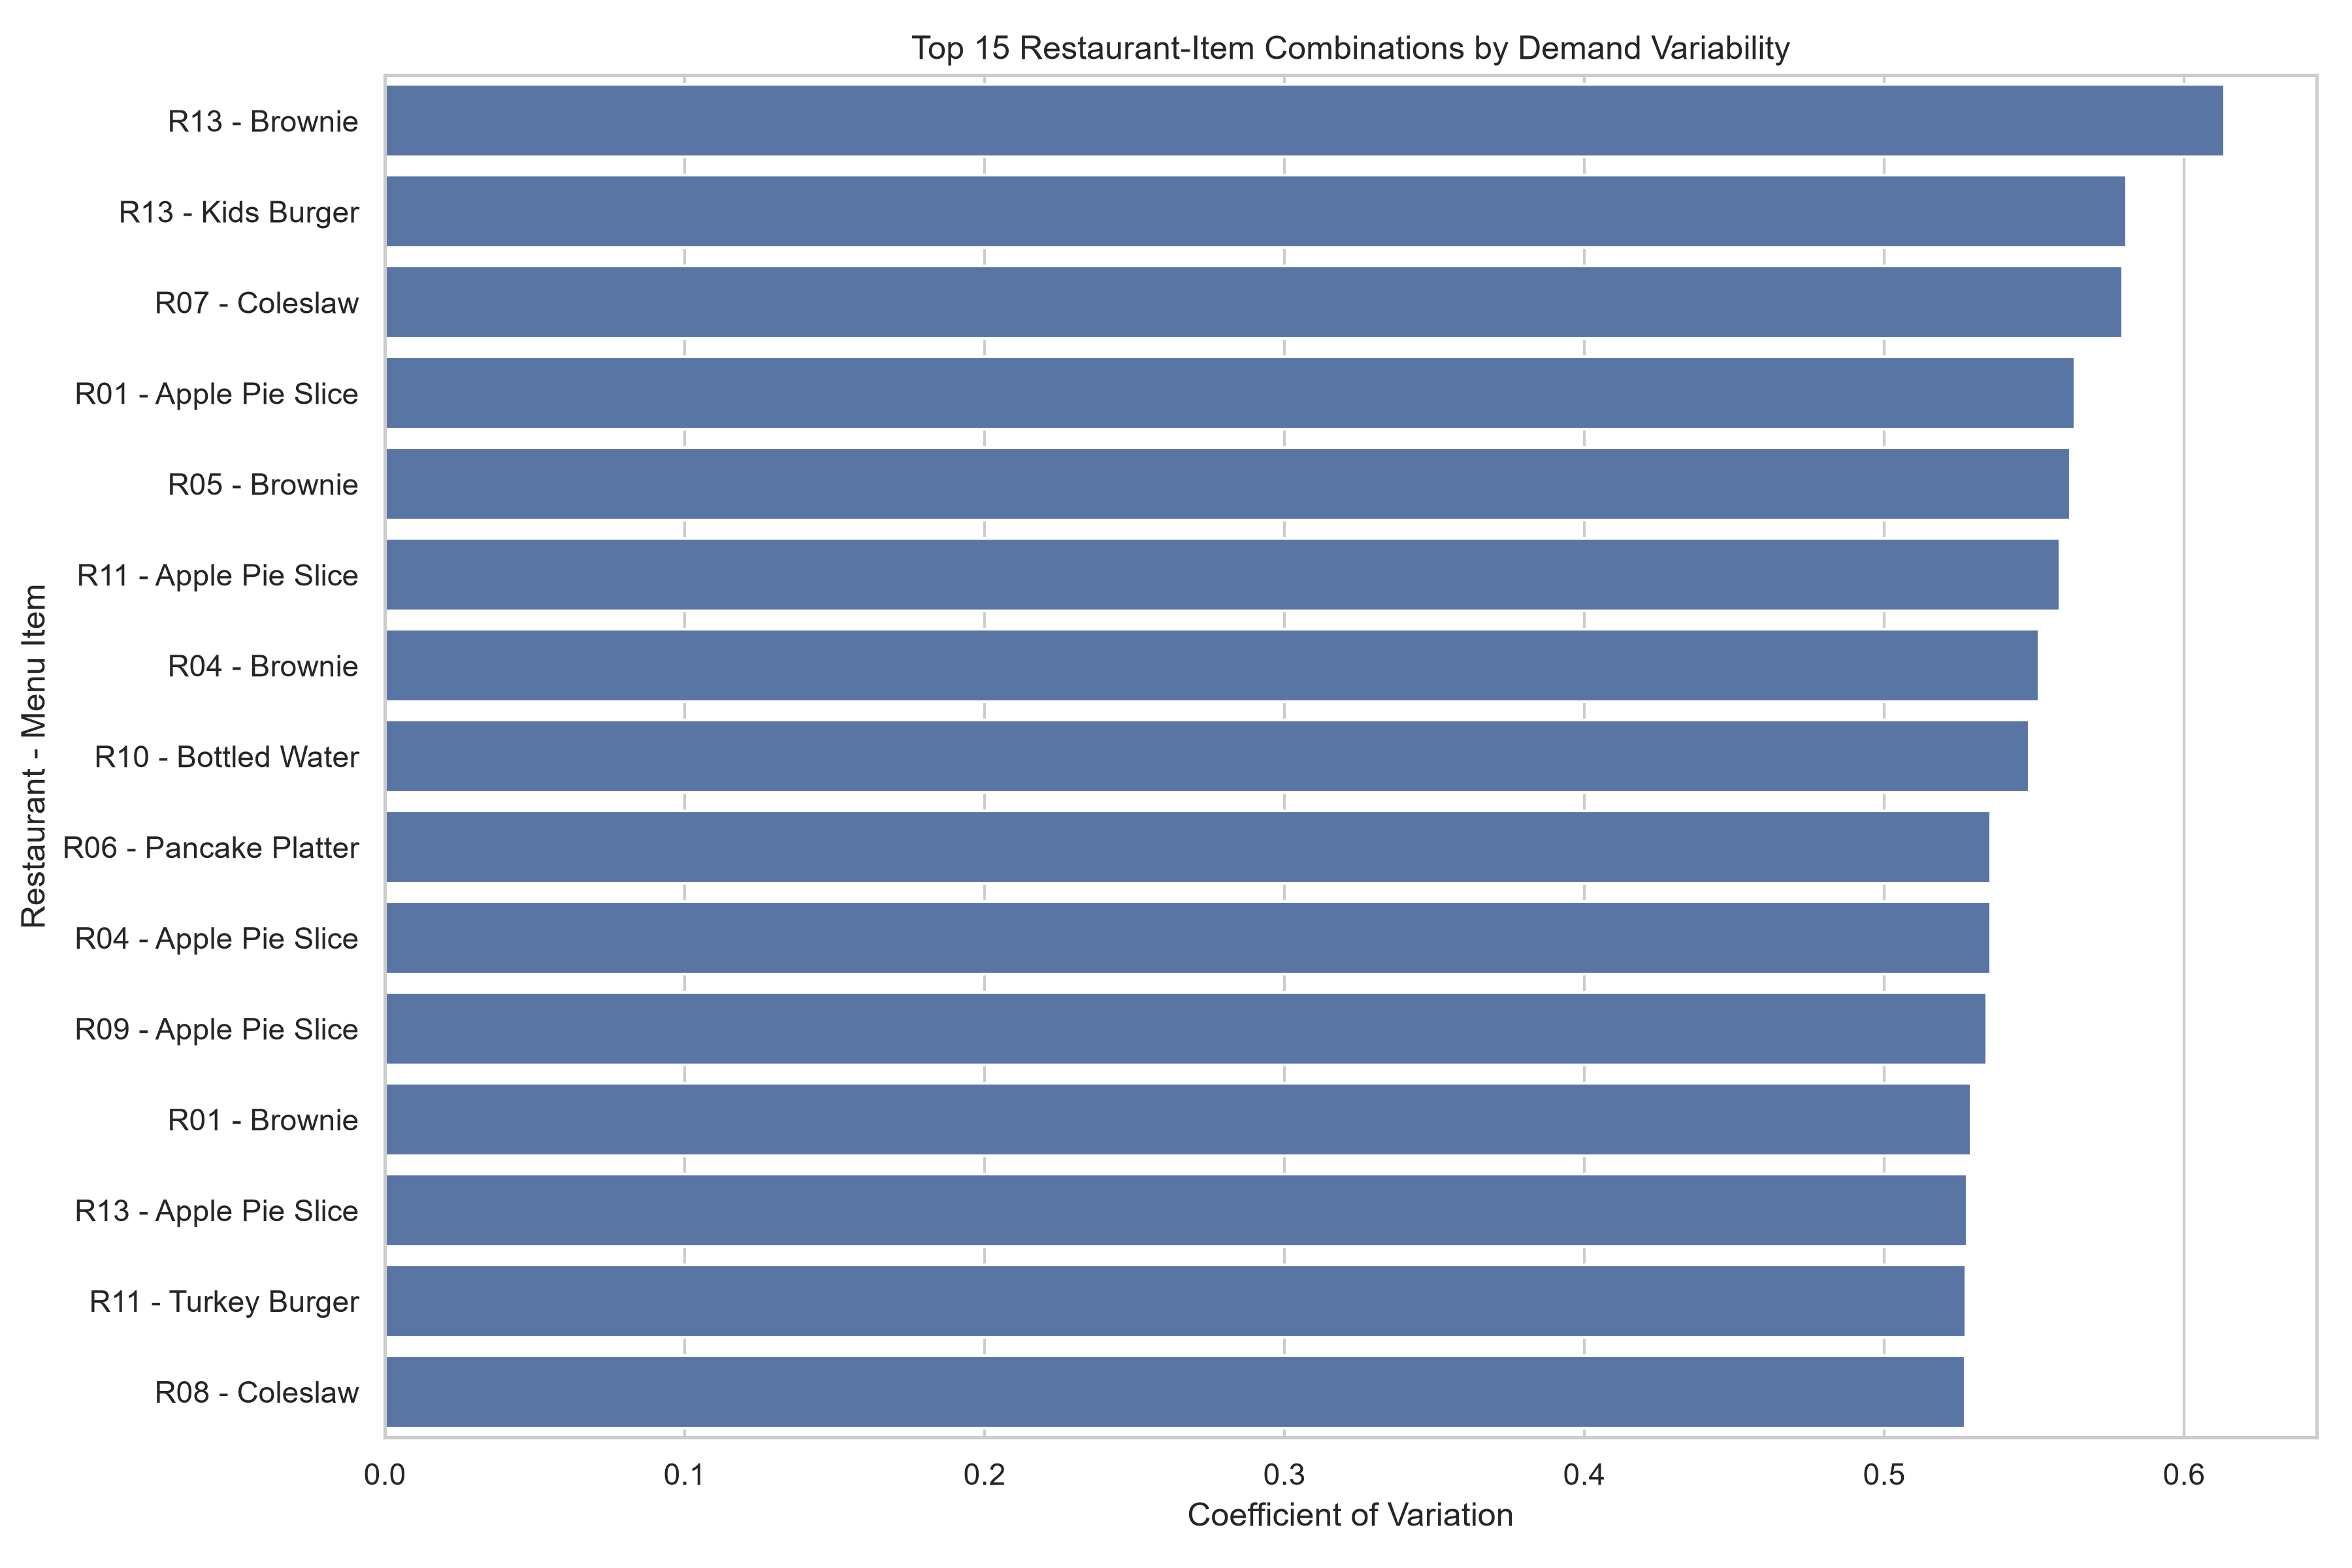 Top 15 Restaurant-Item Combinations by Demand Variability
Restaurant - Menu Item
R13 - Brownie
R13 - Kids Burger
R07 - Coleslaw
R01 - Apple Pie Slice
R05 - Brownie
R11 - Apple Pie Slice
R04 - Brownie
R10 - Bottled Water
R06 - Pancake Platter
R04 - Apple Pie Slice
R09 - Apple Pie Slice
R01 - Brownie
R13 - Apple Pie Slice
R11 - Turkey Burger
R08 - Coleslaw
0.0 0.1 0.2 0.3 0.4 0.5 0.6
Coefficient of Variation